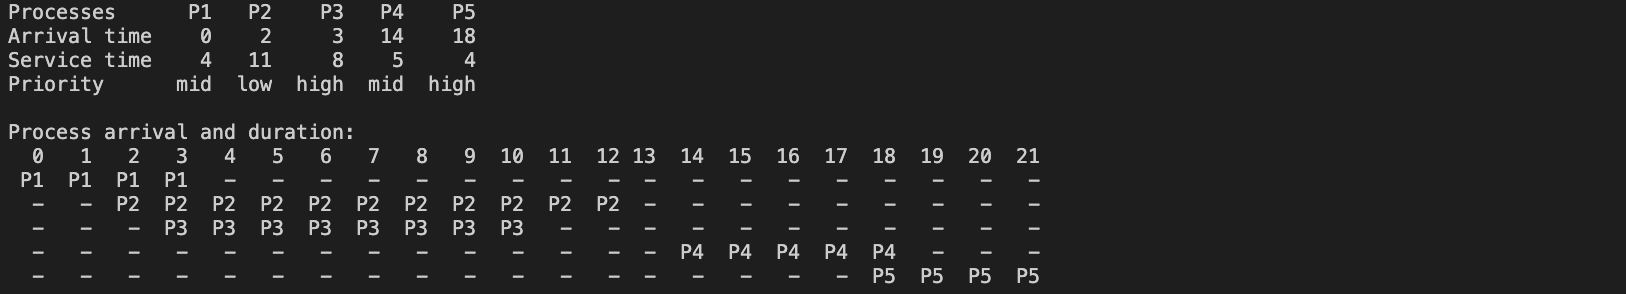 Processes      P1   P2    P3   P4    P5
Arrival time    0    2     3   14    18
Service time    4   11     8    5     4
Priority      mid  low  high  mid  high

Process arrival and duration:
  0   1   2   3   4   5   6   7   8   9  10  11  12 13  14  15  16  17  18  19  20  21
 P1  P1  P1  P1   -   -   -   -   -   -   -   -   -  -   -   -   -   -   -   -   -   -
  -   -  P2  P2  P2  P2  P2  P2  P2  P2  P2  P2  P2  -   -   -   -   -   -   -   -   -
  -   -   -  P3  P3  P3  P3  P3  P3  P3  P3   -   -  -   -   -   -   -   -   -   -   -
  -   -   -   -   -   -   -   -   -   -   -   -   -  -  P4  P4  P4  P4  P4   -   -   -
  -   -   -   -   -   -   -   -   -   -   -   -   -  -   -   -   -   -  P5  P5  P5  P5